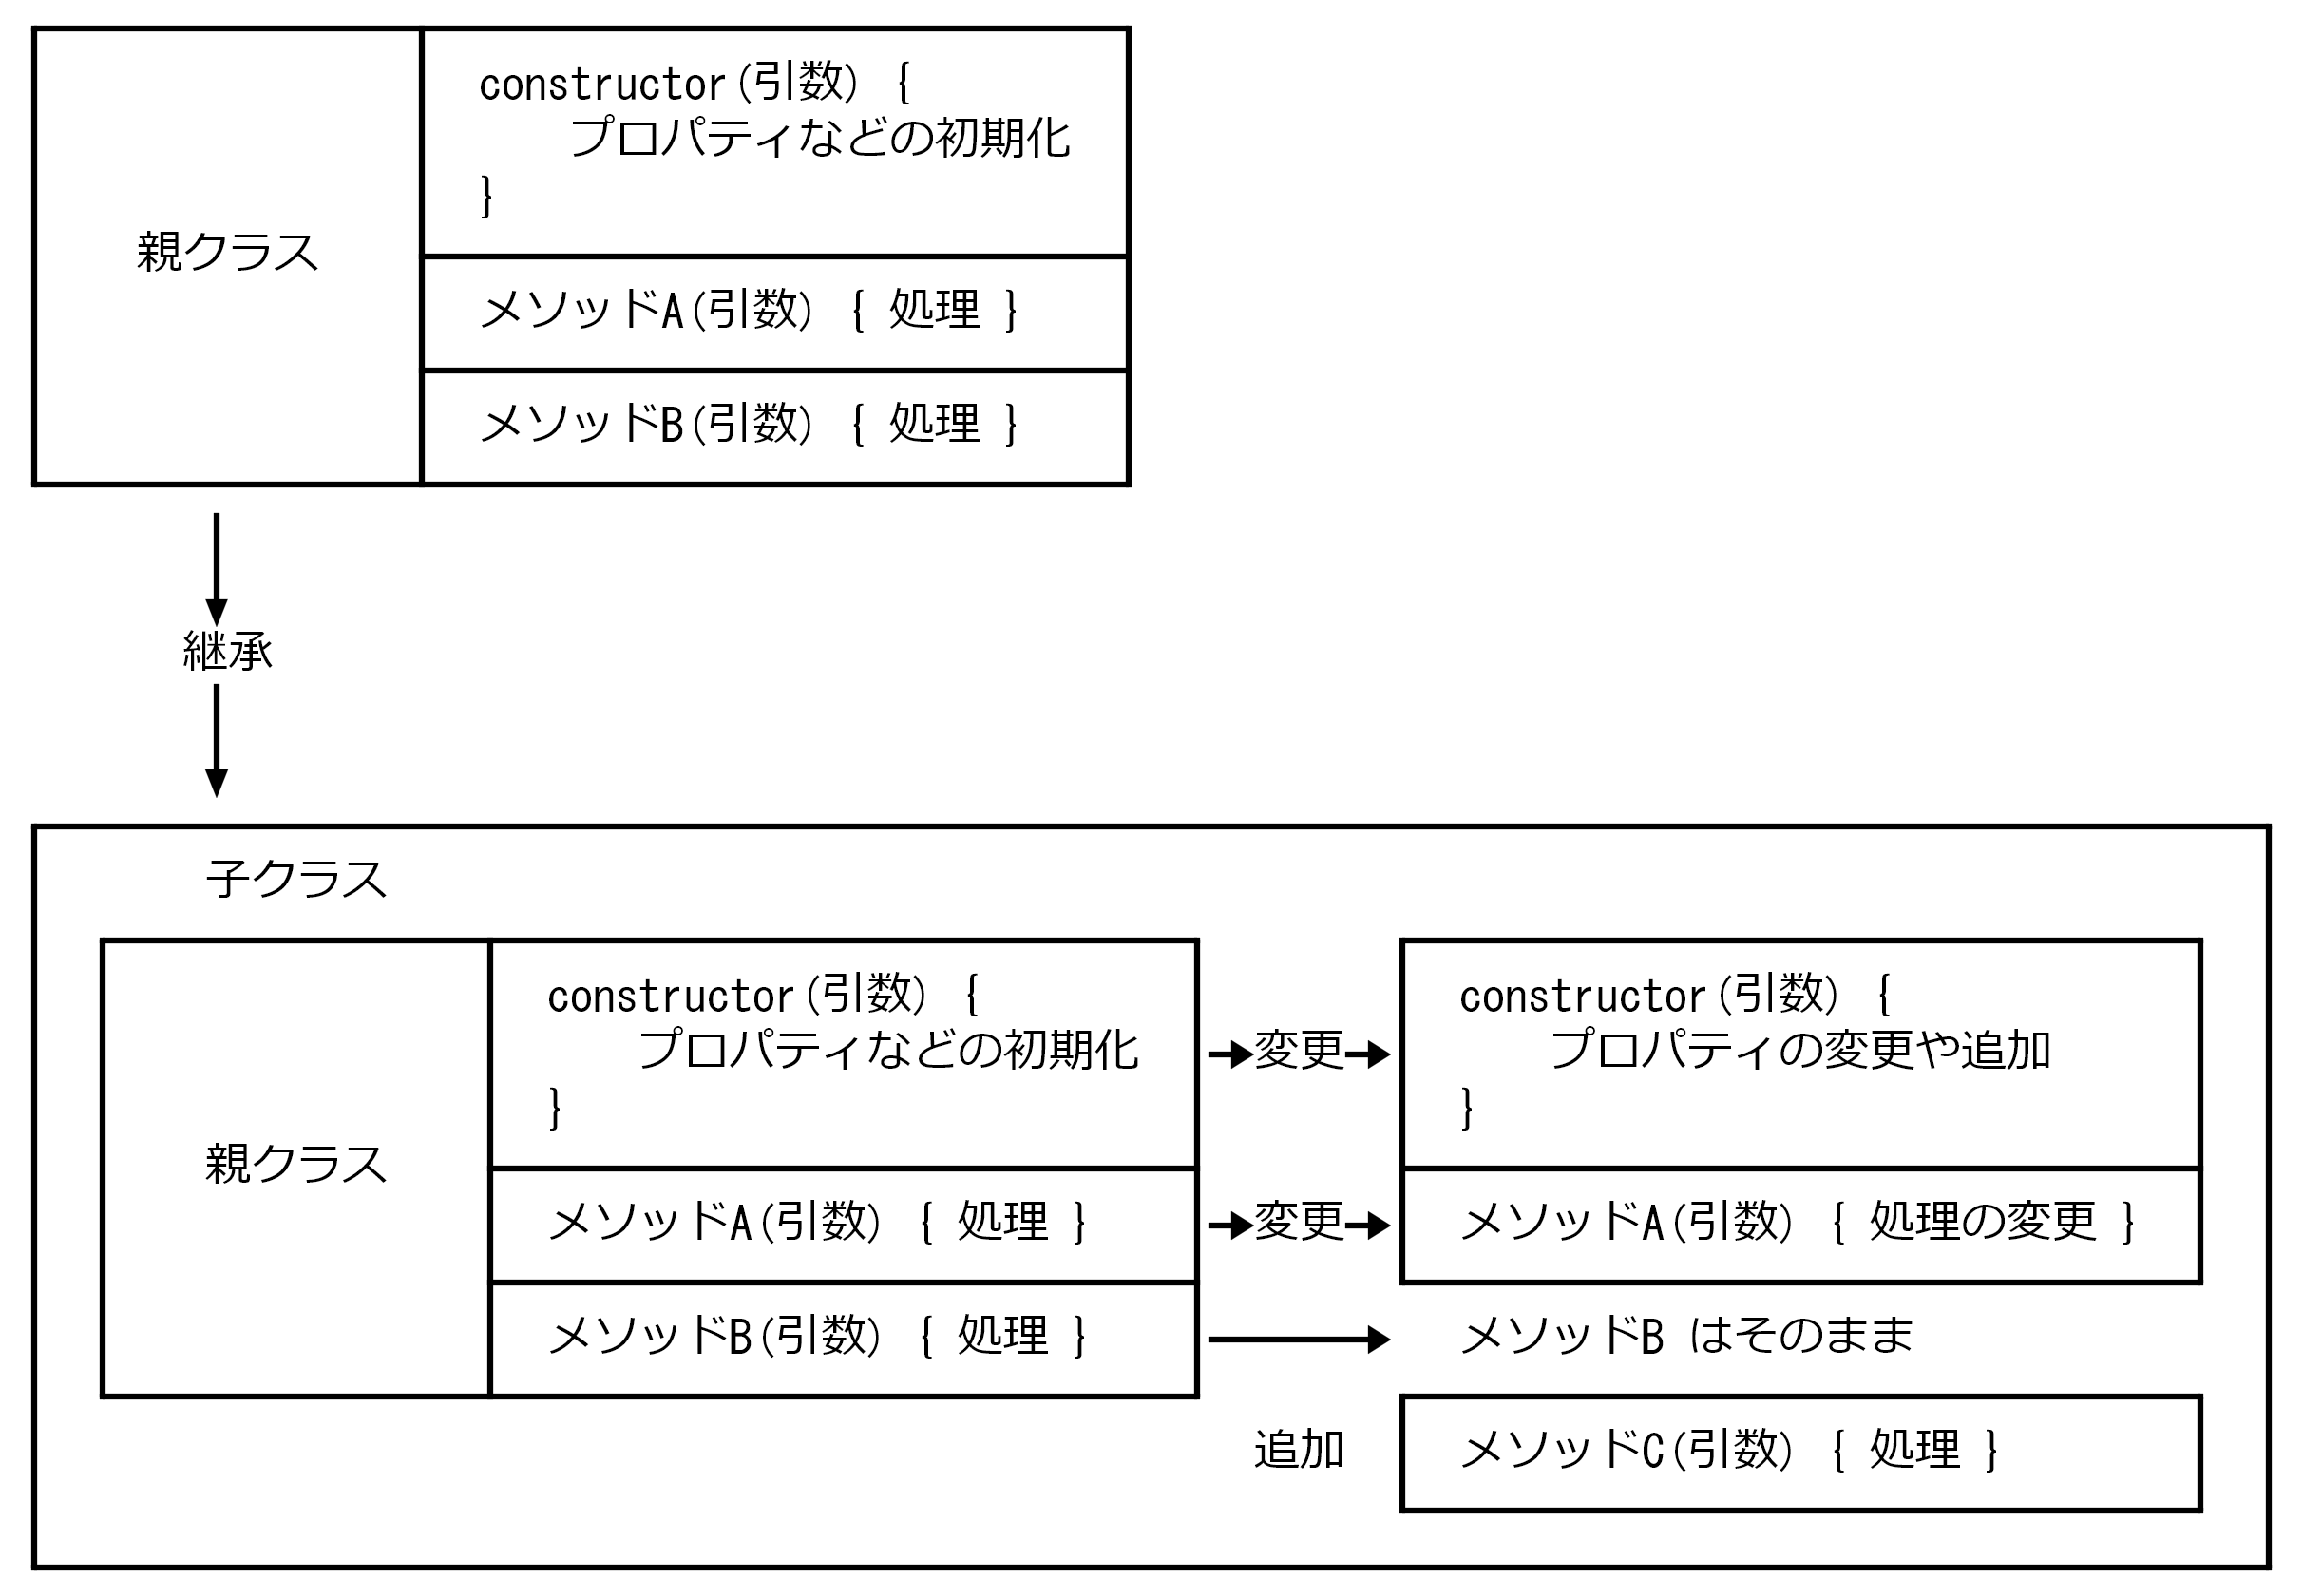 親クラス
constructor(引数) {
プロパティなどの初期化
}
メソッドA(引数) { 処理 }
メソッドB(引数) { 処理 }
継承
子クラス
親クラス
constructor(引数) {
プロパティなどの初期化
}
変更
constructor(引数) {
プロパティの変更や追加
}
メソッドA(引数) { 処理 }
変更
メソッドA(引数) { 処理の変更 }
メソッドB(引数) { 処理 }
メソッドB はそのまま
追加
メソッドC(引数) { 処理 }